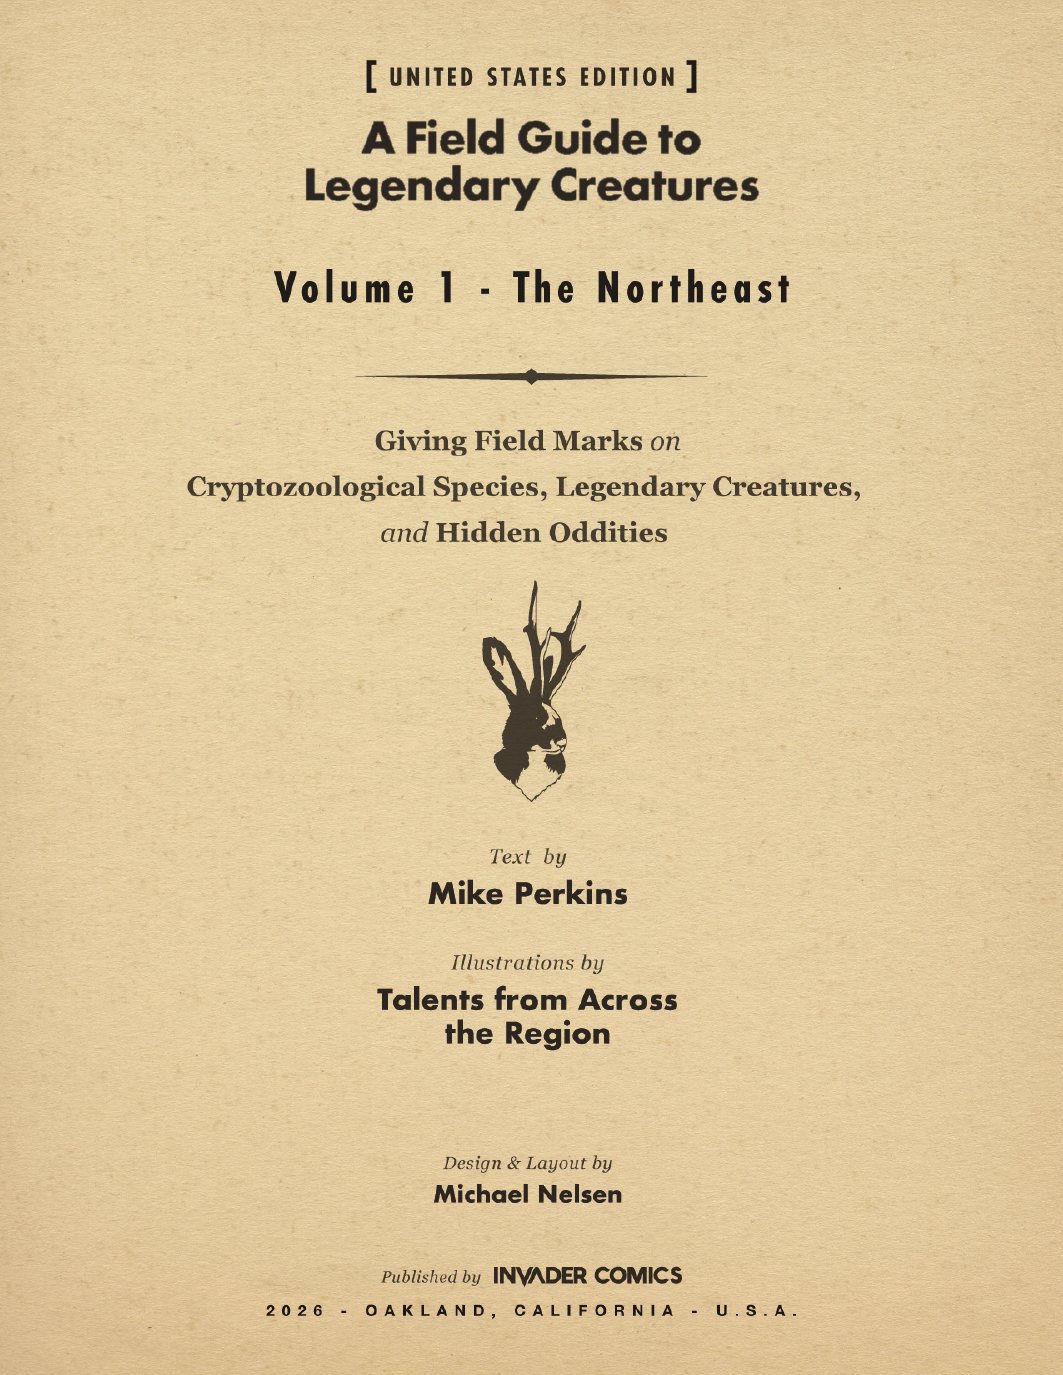 [ UNITED STATES EDITION ]
A Field Guide to
Legendary Creatures
Volume 1 - The Northeast
Giving Field Marks on
Cryptozoological Species, Legendary Creatures,
and Hidden Oddities
Text by
Mike Perkins
Illustrations by
Talents from Across
the Region
Design & Layout by
Michael Nelsen
Published by INVADER COMICS
2026 - OAKLAND, CALIFORNIA - U.S.A.